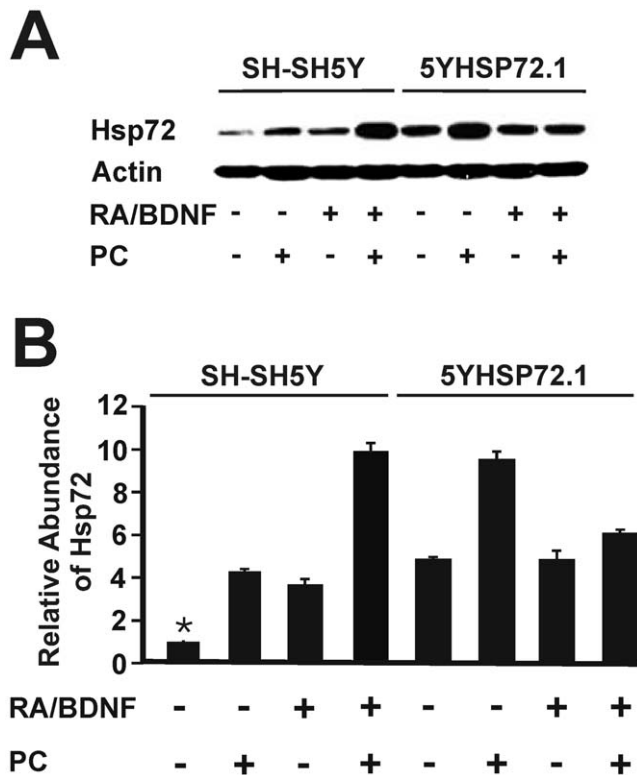 A
SH-SH5Y 5YHSP72.1
Hsp72
Actin
RA/BDNF - - + + - - + +
PC - + - + - + - +
B
SH-SH5Y 5YHSP72.1
Relative Abundance
of Hsp72
12
10
8
6
4
2
0
*
RA/BDNF - - + + - - + +
PC - + - + - + - +